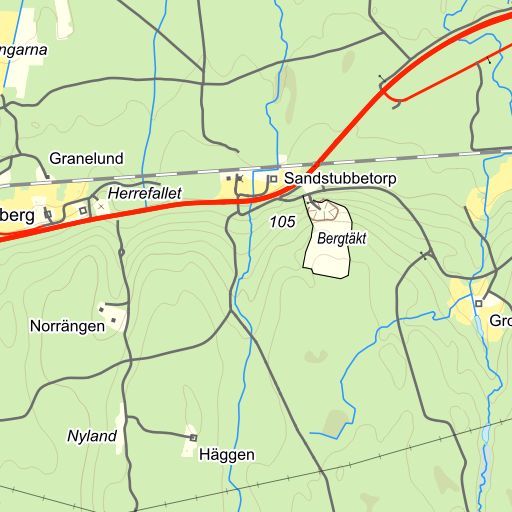 ngarna
Granelund
Herrefallet
Sandstubbetorp
berg
105
Bergtäkt
Norrängen
Gro
Nyland
Häggen